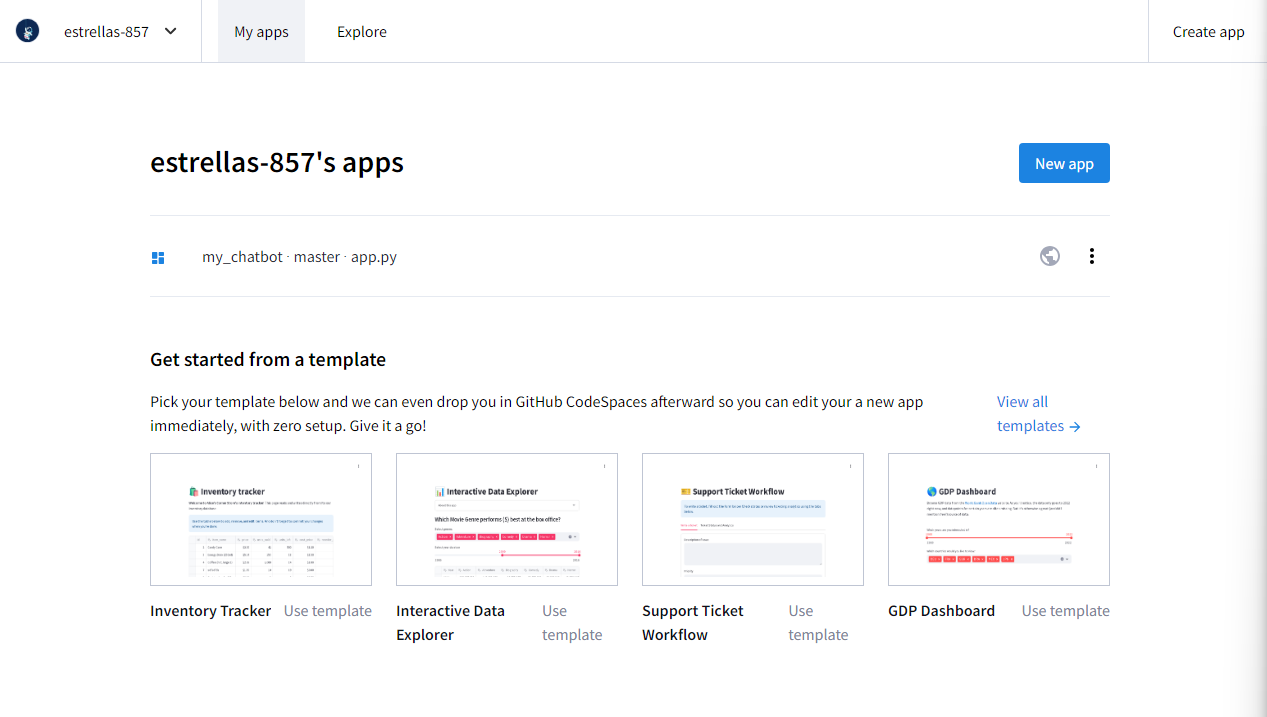 estrellas-857
My apps
Explore
Create app
estrellas-857's apps
New app
my_chatbot · master · app.py
Get started from a template
Pick your template below and we can even drop you in GitHub CodeSpaces afterward so you can edit your a new app
immediately, with zero setup. Give it a go!
View all
templates →
Inventory tracker
Interactive Data Explorer
Which Movie Genre performs ($) best at the box office?
Support Ticket Workflow
GDP Dashboard
Inventory Tracker
Use template
Interactive Data
Explorer
Use
template
Support Ticket
Workflow
Use
template
GDP Dashboard
Use template